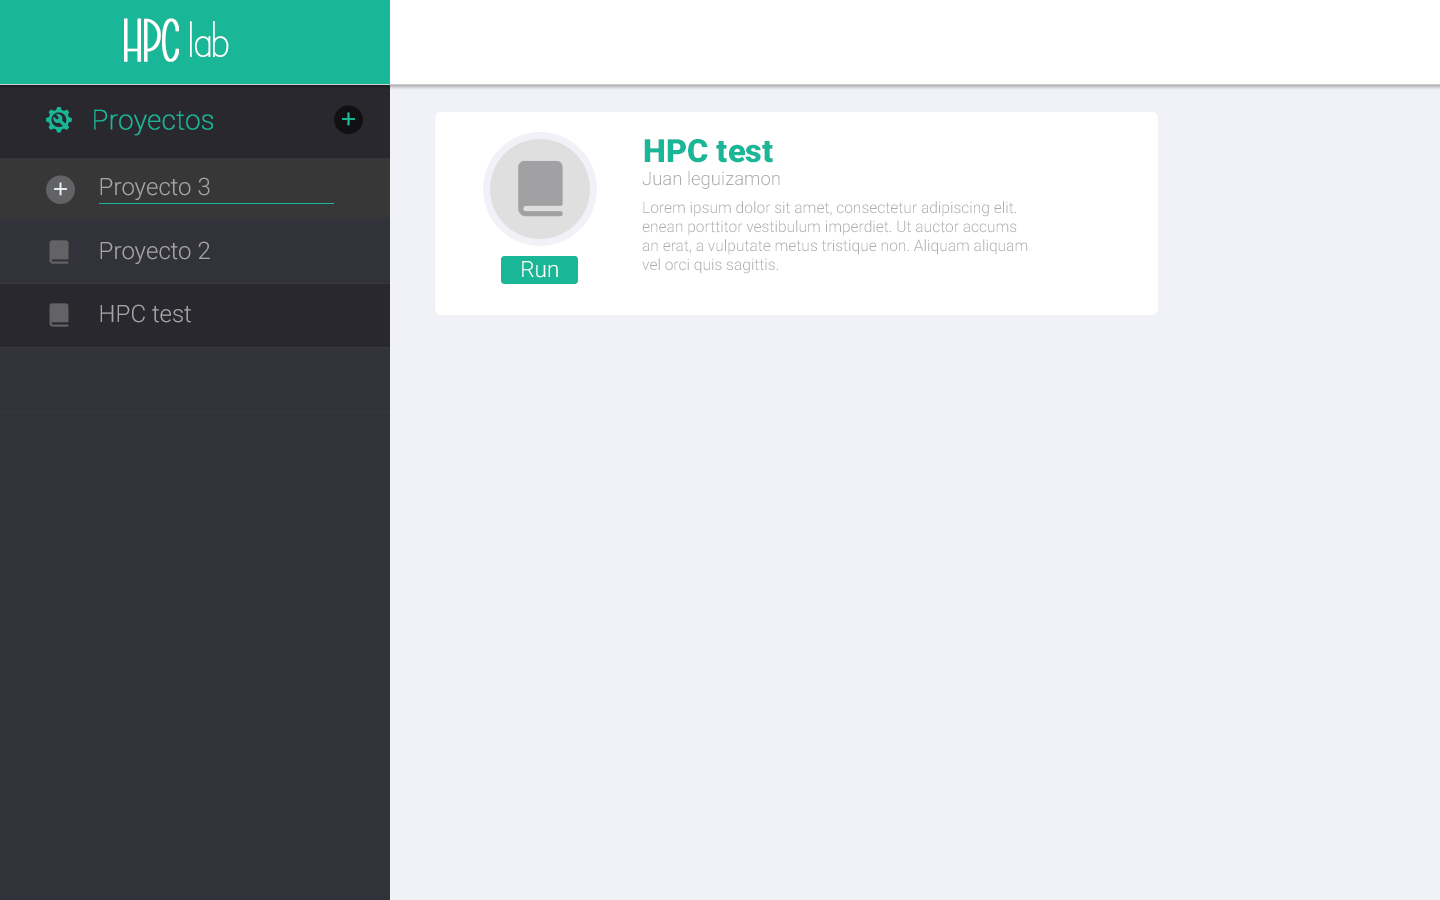 HPC lab
Proyectos
Proyecto 3
Proyecto 2
HPC test
HPC test
Juan leguizamon
Lorem ipsum dolor sit amet, consectetur adipiscing elit.
enean porttitor vestibulum imperdiet. Ut auctor accums
an erat, a vulputate metus tristique non. Aliquam aliquam
vel orci quis sagittis.
Run